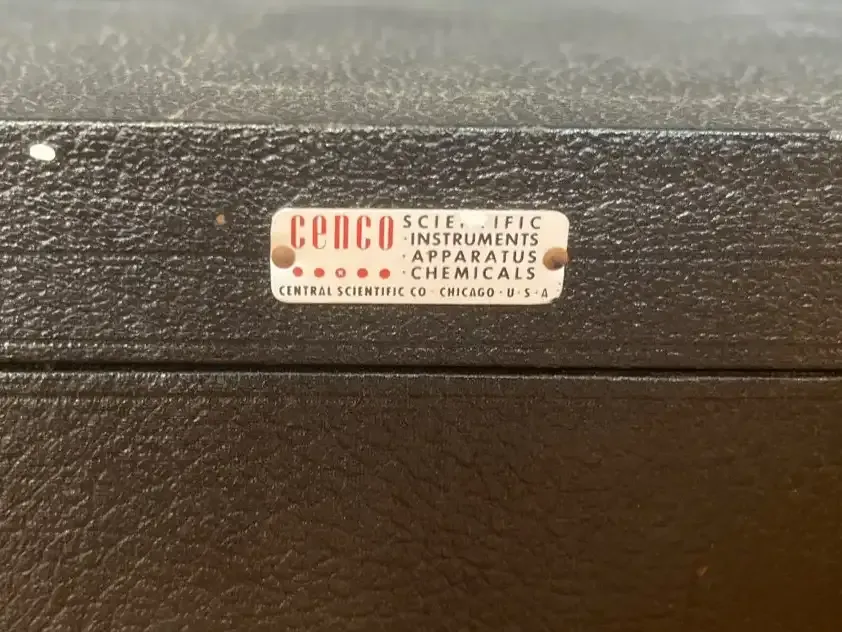 cenco SCIENTIFIC
·INSTRUMENTS
·APPARATUS
·CHEMICALS
CENTRAL SCIENTIFIC CO · CHICAGO · U · S · A